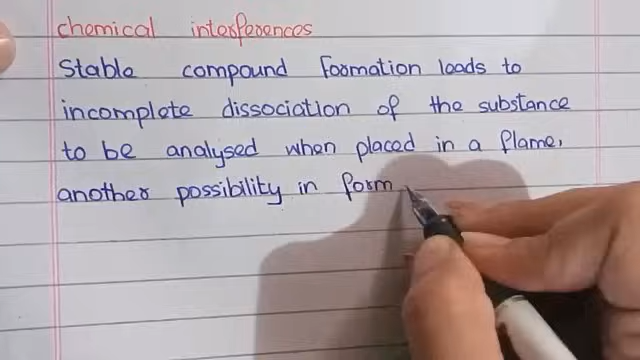 chemical interferences
Stable compound formation leads to
incomplete dissociation of the substance
to be analysed when placed in a flame,
another possibility in form